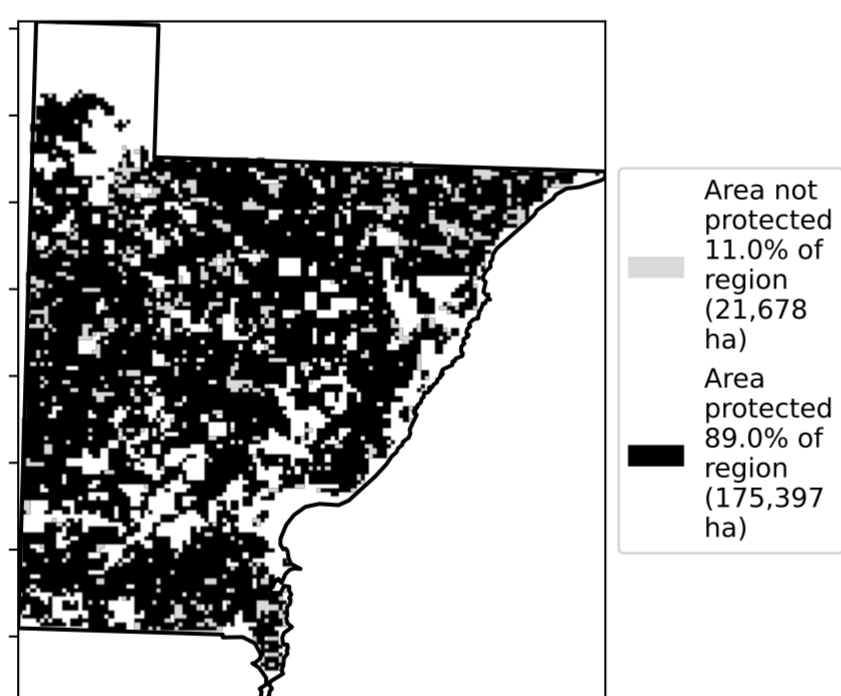 Area not
protected
11.0% of
region
(21,678
ha)
Area
protected
89.0% of
region
(175,397
ha)